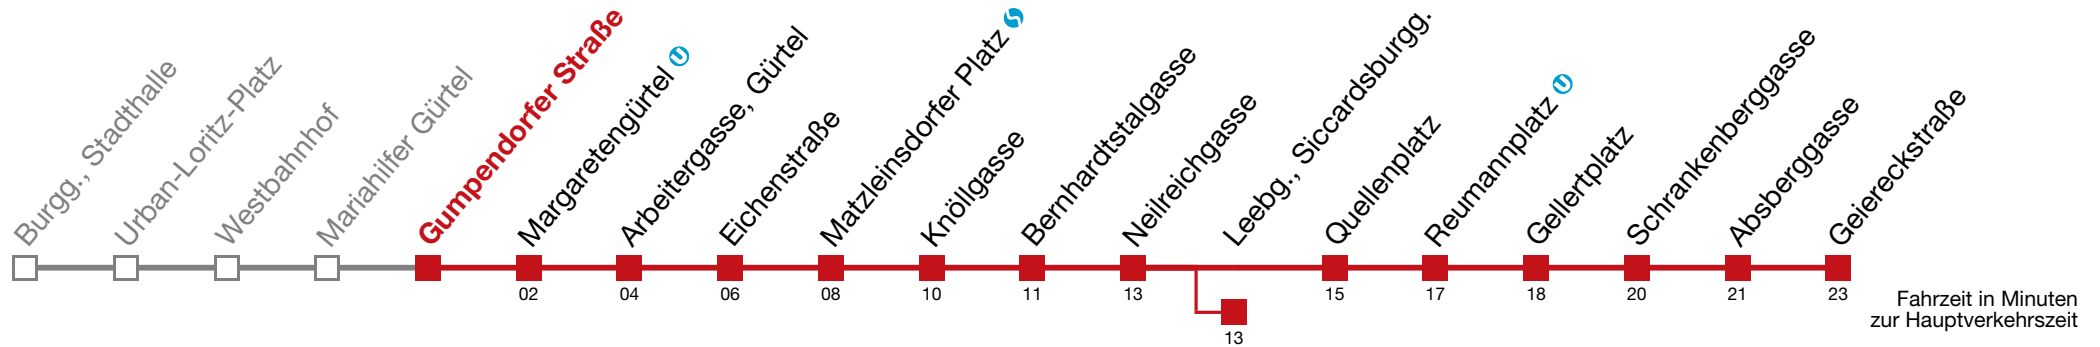 Burgg., Stadthalle
Urban-Loritz-Platz
Westbahnhof
Mariahilfer Gürtel
Gumpendorfer Straße
Margaretengürtel U
Arbeitergasse, Gürtel
Eichenstraße
Matzleinsdorfer Platz S
Knöllgasse
Bernhardtstalgasse
Neilreichgasse
Leebg., Siccardsburgg.
Quellenplatz
Reumannplatz U
Gellertplatz
Schrankenberggasse
Absberggasse
Geiereckstraße
02 04 06 08 10 11 13 15 17 18 20 21 23
13
Fahrzeit in Minuten
zur Hauptverkehrszeit